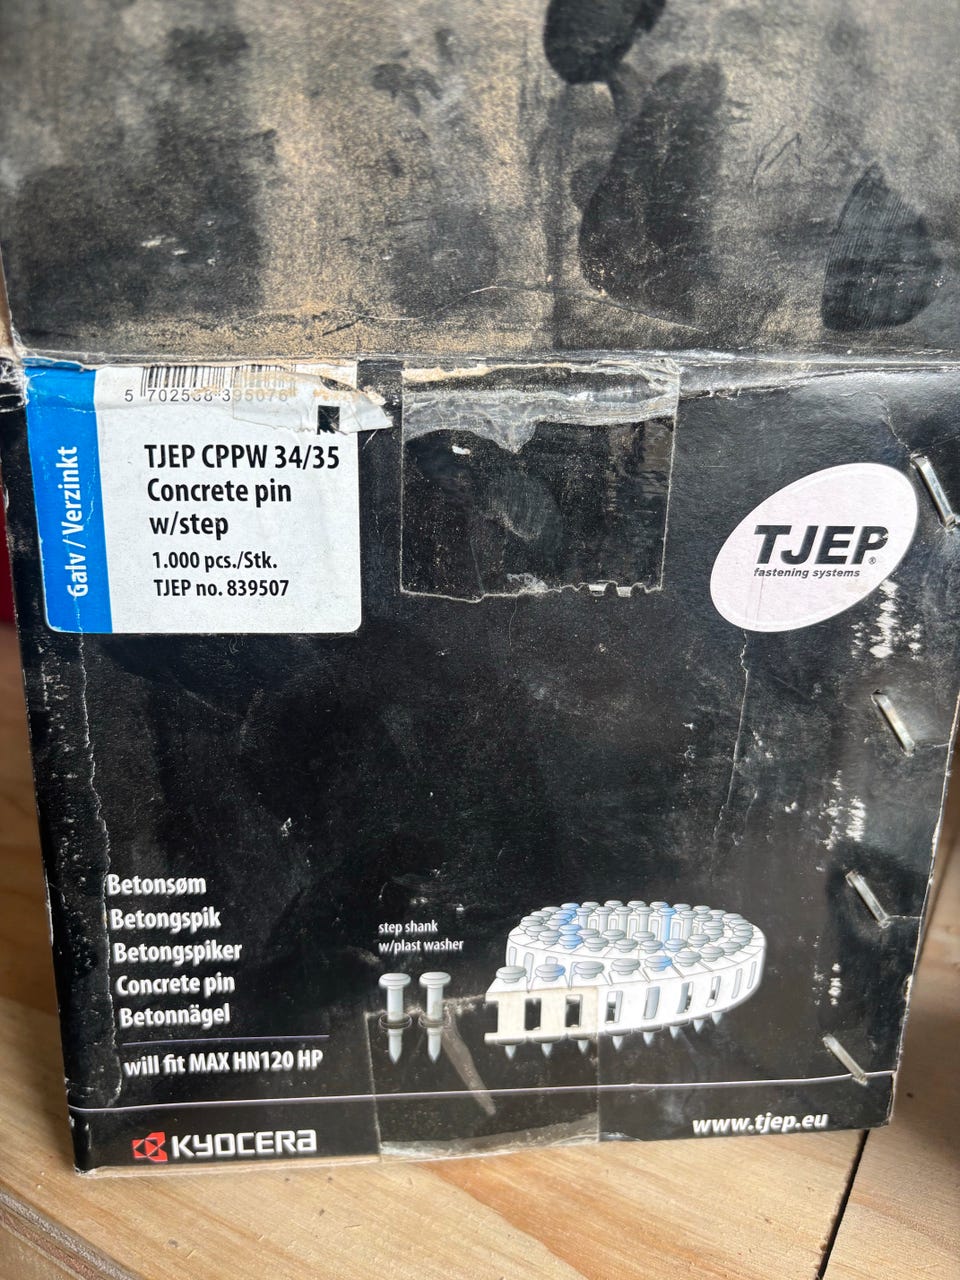 TJEP CPPW 34/35
Concrete pin
w/step
1.000 pcs./Stk.
TJEP no. 839507
Galv / Verzinkt
TJEP®
fastening systems
Betonsøm
Betongspik
Betongspiker
Concrete pin
Betonnägel
will fit MAX HN120 HP
step shank
w/plast washer
KYOCERA
www.tjep.eu